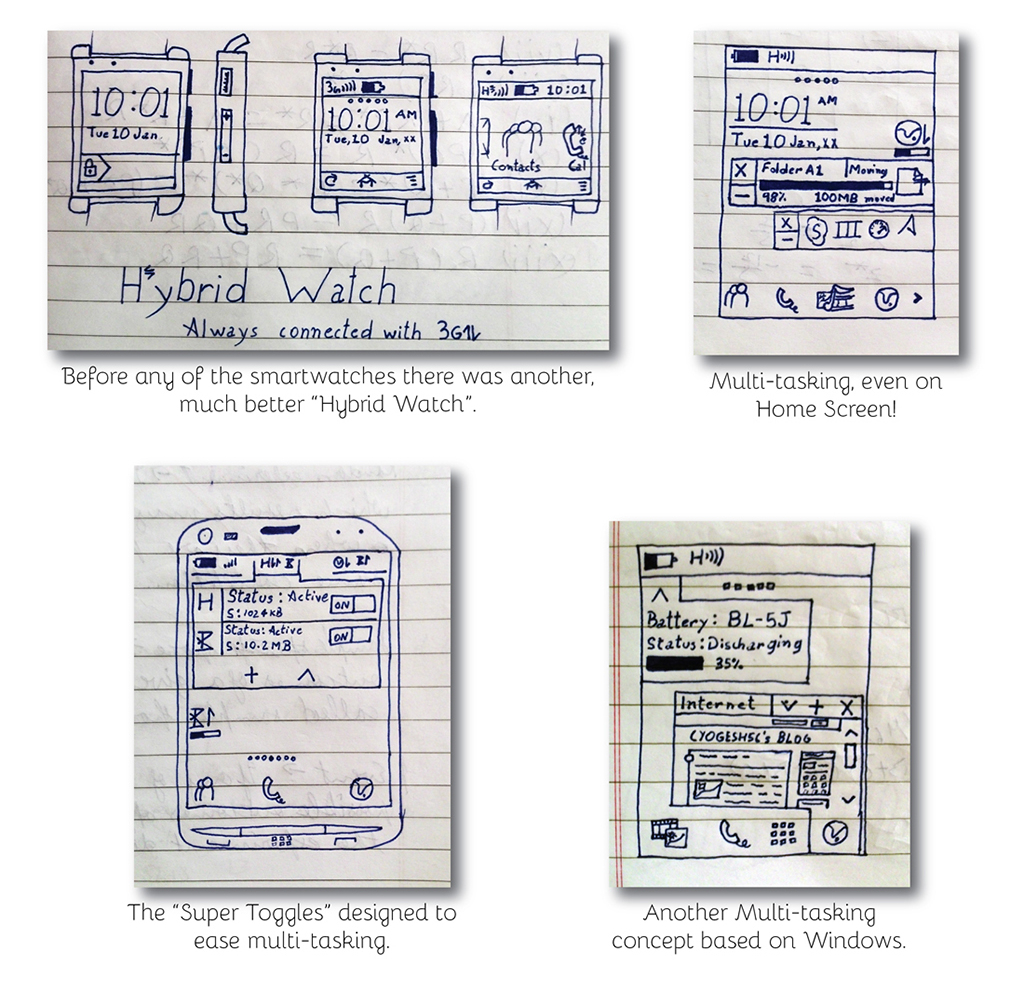 10:01
Tue 10 Jan.
3G
10:01 AM
Tue, 10 Jan, xx
H 10:01
Contacts Cal
Hybrid Watch
Always connected with 3G
Before any of the smartwatches there was another,
much better “Hybrid Watch”.
H
10:01 AM
Tue 10 Jan, xx
X Folder A1 Moving
98% 100MB moved
X
S
Multi-tasking, even on
Home Screen!
H
H Status : Active ON
S: 1024KB
Status: Active ON
S: 10.2MB
+
The “Super Toggles” designed to
ease multi-tasking.
H
Battery: BL-5J
Status: Discharging
35%
Internet + X
CYOGESH56's BLOG
Another Multi-tasking
concept based on Windows.